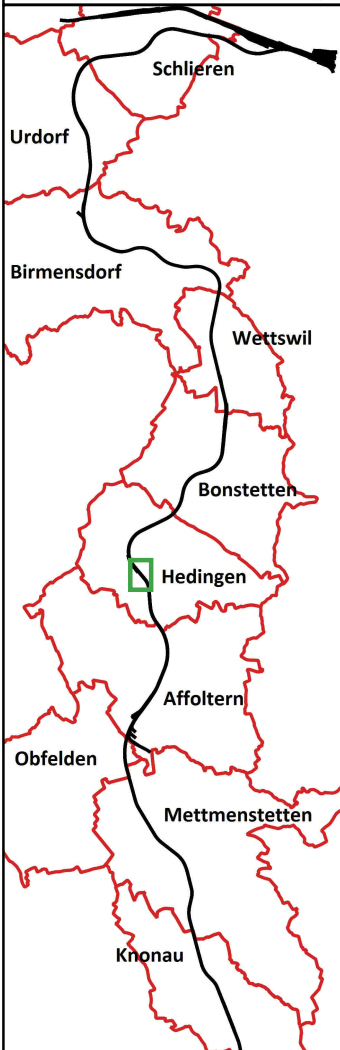 Schlieren
Urdorf
Birmensdorf
Wettswil
Bonstetten
Hedingen
Affoltern
Obfelden
Mettmenstetten
Knonau